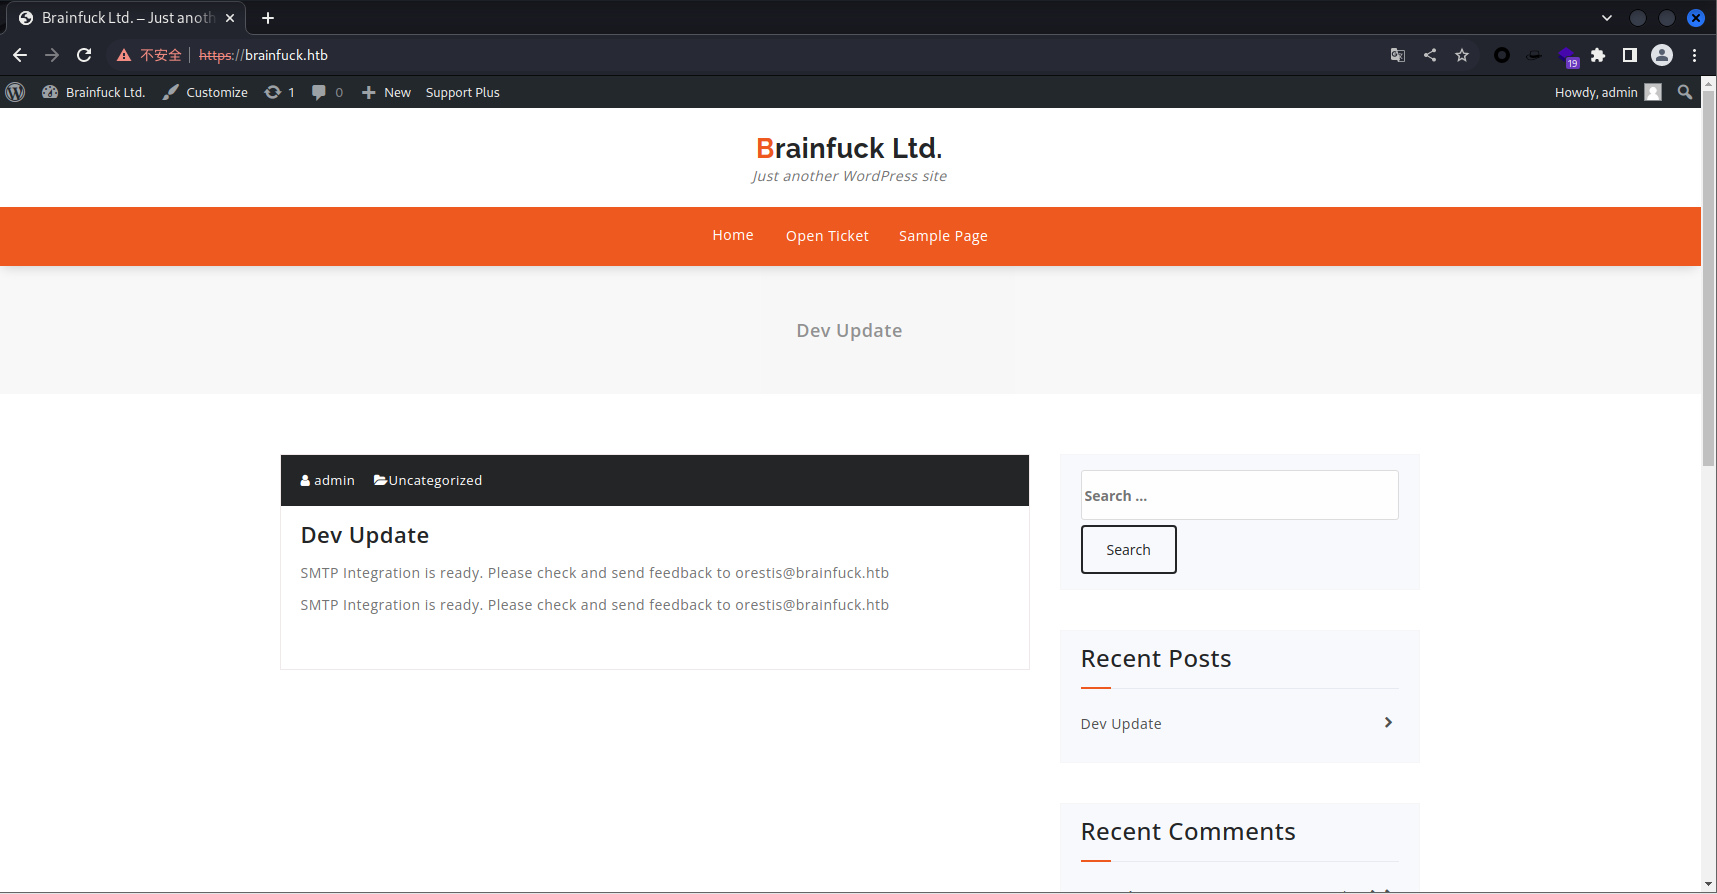 Brainfuck Ltd. – Just anoth
不安全 https://brainfuck.htb
19
Brainfuck Ltd. Customize 1 0 New Support Plus Howdy, admin
Brainfuck Ltd.
Just another WordPress site
Home Open Ticket Sample Page
Dev Update
admin Uncategorized
Dev Update
SMTP Integration is ready. Please check and send feedback to orestis@brainfuck.htb
SMTP Integration is ready. Please check and send feedback to orestis@brainfuck.htb
Search ...
Search
Recent Posts
Dev Update
Recent Comments